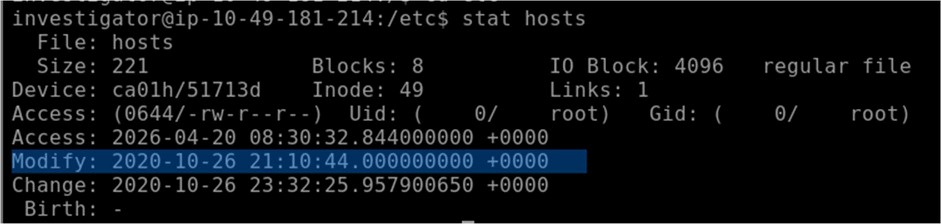 investigator@ip-10-49-181-214:/etc$ stat hosts
  File: hosts
  Size: 221             Blocks: 8          IO Block: 4096   regular file
Device: ca01h/51713d    Inode: 49          Links: 1
Access: (0644/-rw-r--r--)  Uid: (    0/    root)   Gid: (    0/    root)
Access: 2026-04-20 08:30:32.844000000 +0000
Modify: 2020-10-26 21:10:44.000000000 +0000
Change: 2020-10-26 23:32:25.957900650 +0000
 Birth: -